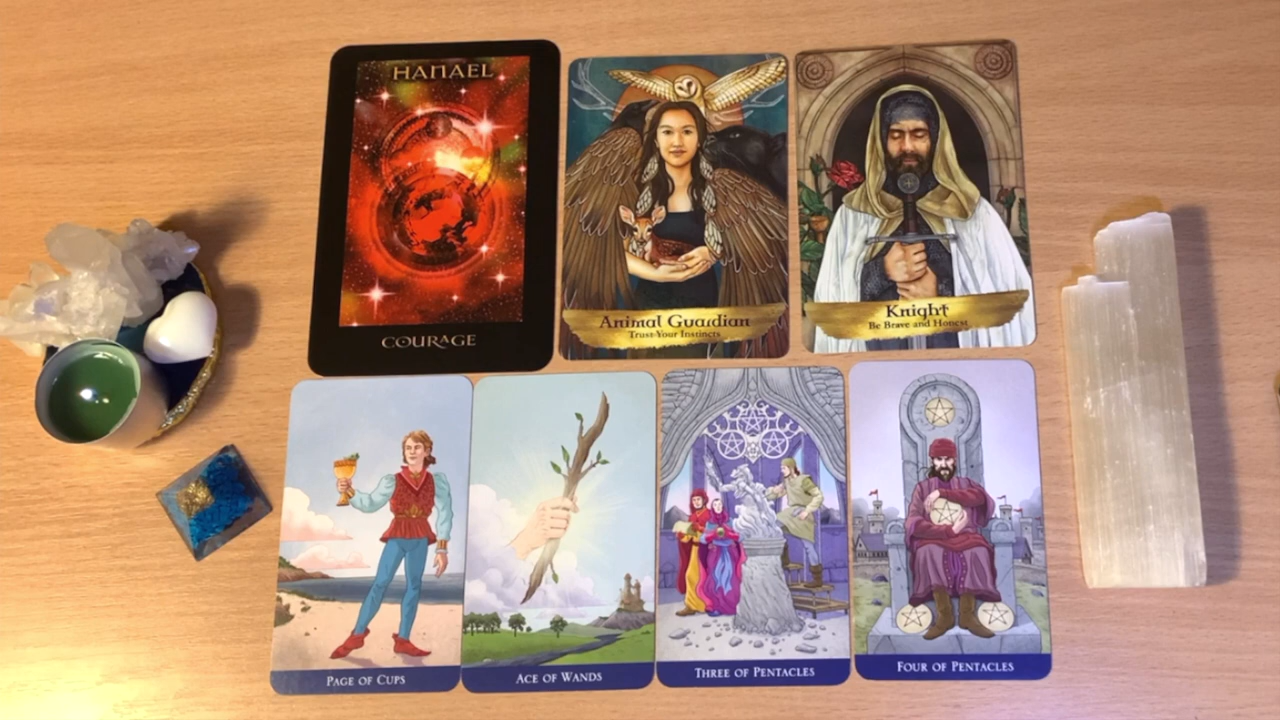 HANAEL
COURAGE
Animal Guardian
Trust Your Instincts
Knight
Be Brave and Honest
PAGE OF CUPS
ACE OF WANDS
THREE OF PENTACLES
FOUR OF PENTACLES